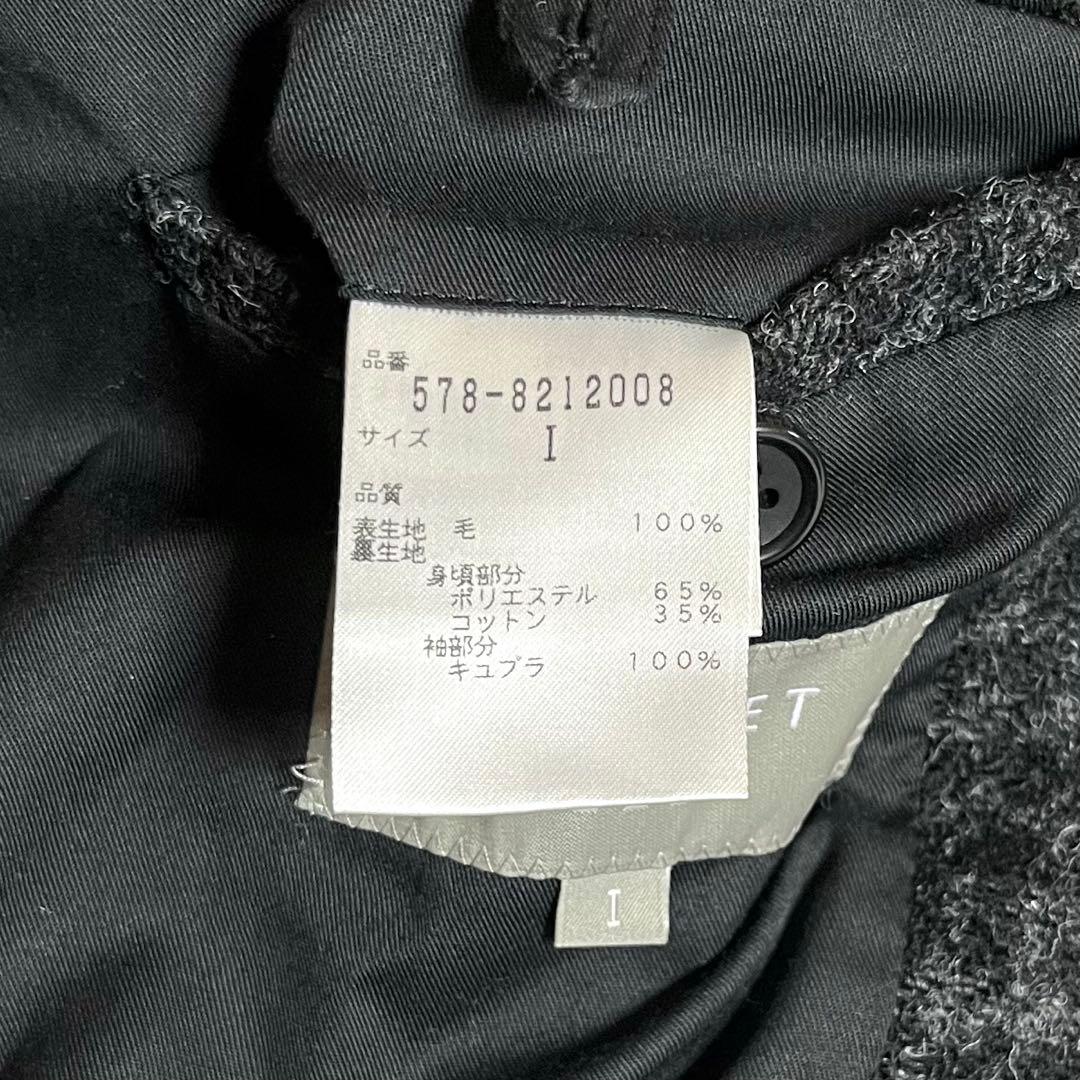 品番
578-8212008
サイズ I
品質
表生地 毛 100%
裏生地
身頃部分
ポリエステル 65%
コットン 35%
袖部分
キュプラ 100%
ET
I